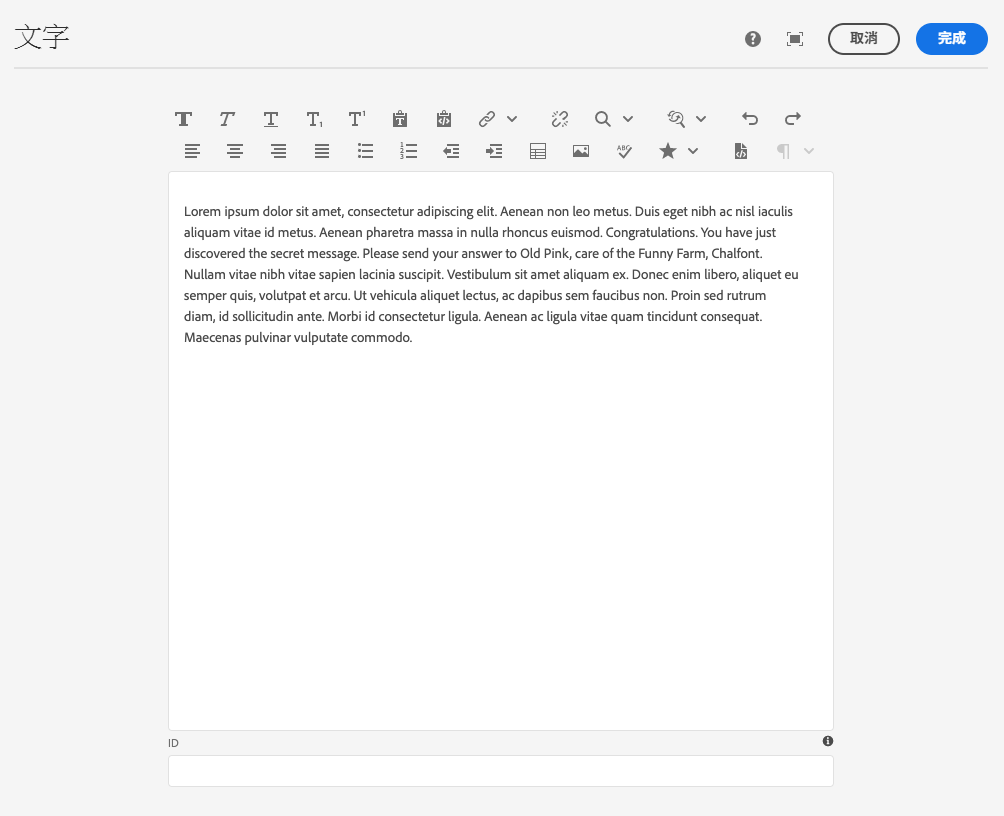 文字
取消
完成
Lorem ipsum dolor sit amet, consectetur adipiscing elit. Aenean non leo metus. Duis eget nibh ac nisl iaculis
aliquam vitae id metus. Aenean pharetra massa in nulla rhoncus euismod. Congratulations. You have just
discovered the secret message. Please send your answer to Old Pink, care of the Funny Farm, Chalfont.
Nullam vitae nibh vitae sapien lacinia suscipit. Vestibulum sit amet aliquam ex. Donec enim libero, aliquet eu
semper quis, volutpat et arcu. Ut vehicula aliquet lectus, ac dapibus sem faucibus non. Proin sed rutrum
diam, id sollicitudin ante. Morbi id consectetur ligula. Aenean ac ligula vitae quam tincidunt consequat.
Maecenas pulvinar vulputate commodo.
ID